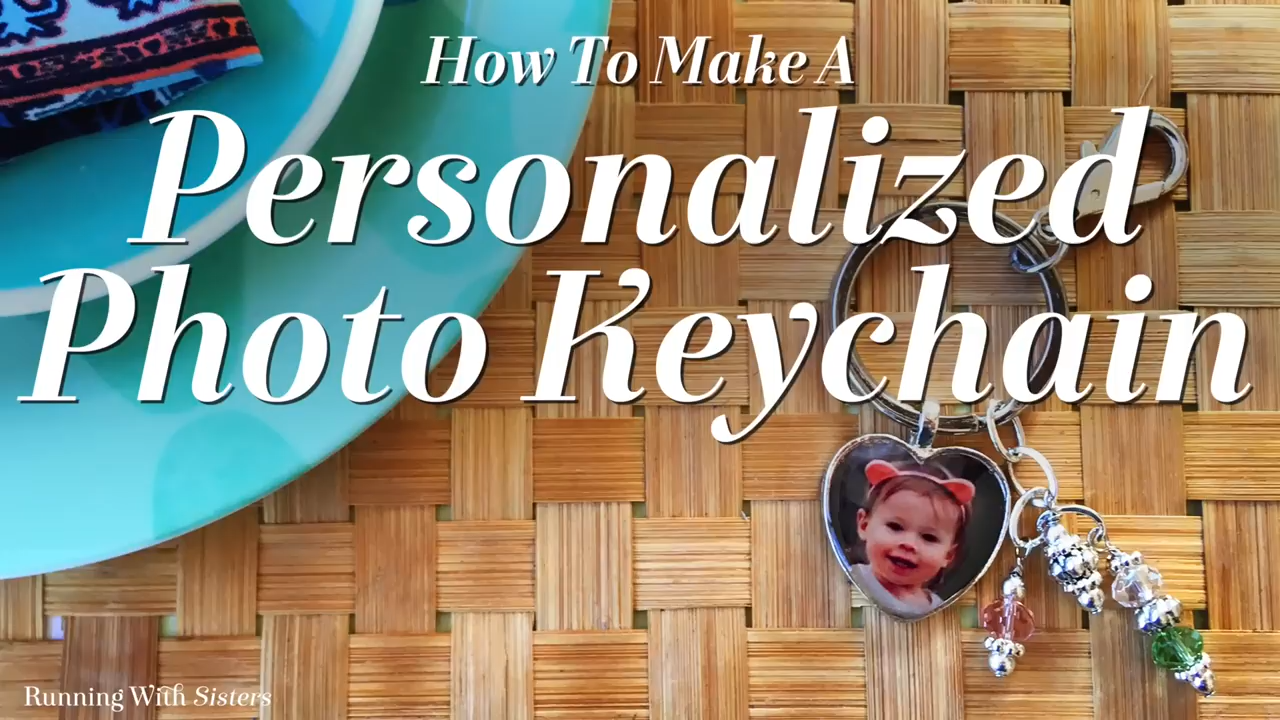 How To Make A
Personalized
Photo Keychain
Running With Sisters